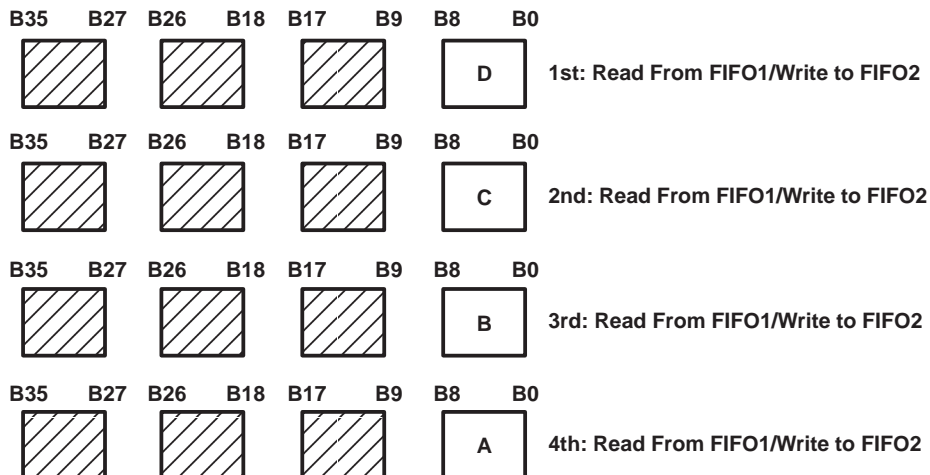 B35 B27 B26 B18 B17 B9 B8 B0
D 1st: Read From FIFO1/Write to FIFO2
B35 B27 B26 B18 B17 B9 B8 B0
C 2nd: Read From FIFO1/Write to FIFO2
B35 B27 B26 B18 B17 B9 B8 B0
B 3rd: Read From FIFO1/Write to FIFO2
B35 B27 B26 B18 B17 B9 B8 B0
A 4th: Read From FIFO1/Write to FIFO2